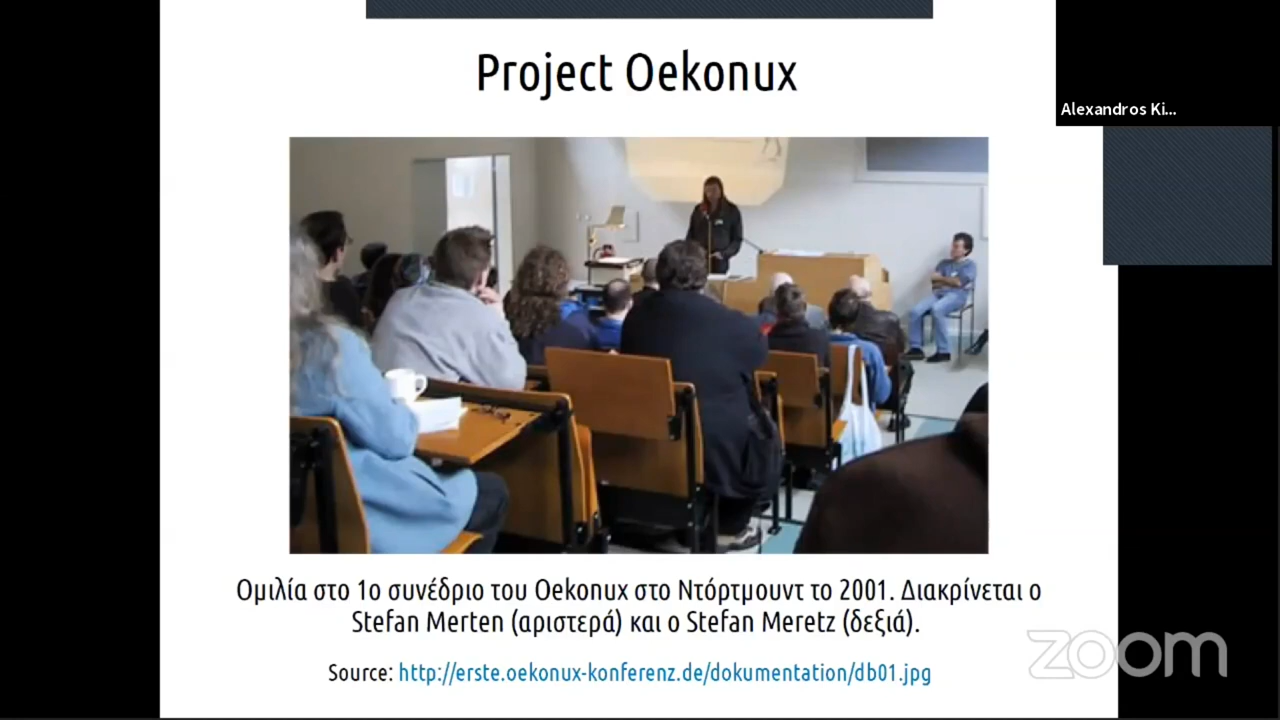 Project Oekonux
Alexandros Ki...
Ομιλία στο 1ο συνέδριο του Oekonux στο Ντόρτμουντ το 2001. Διακρίνεται ο
Stefan Merten (αριστερά) και ο Stefan Meretz (δεξιά).
Source: http://erste.oekonux-konferenz.de/dokumentation/db01.jpg
zoom